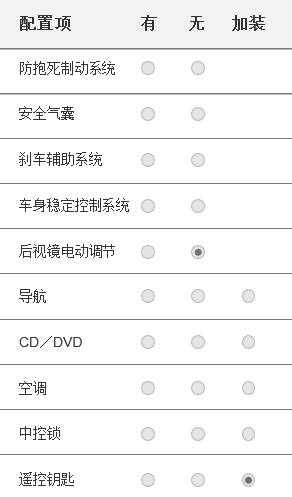 配置项 有 无 加装
防抱死制动系统
安全气囊
刹车辅助系统
车身稳定控制系统
后视镜电动调节
导航
CD／DVD
空调
中控锁
遥控钥匙